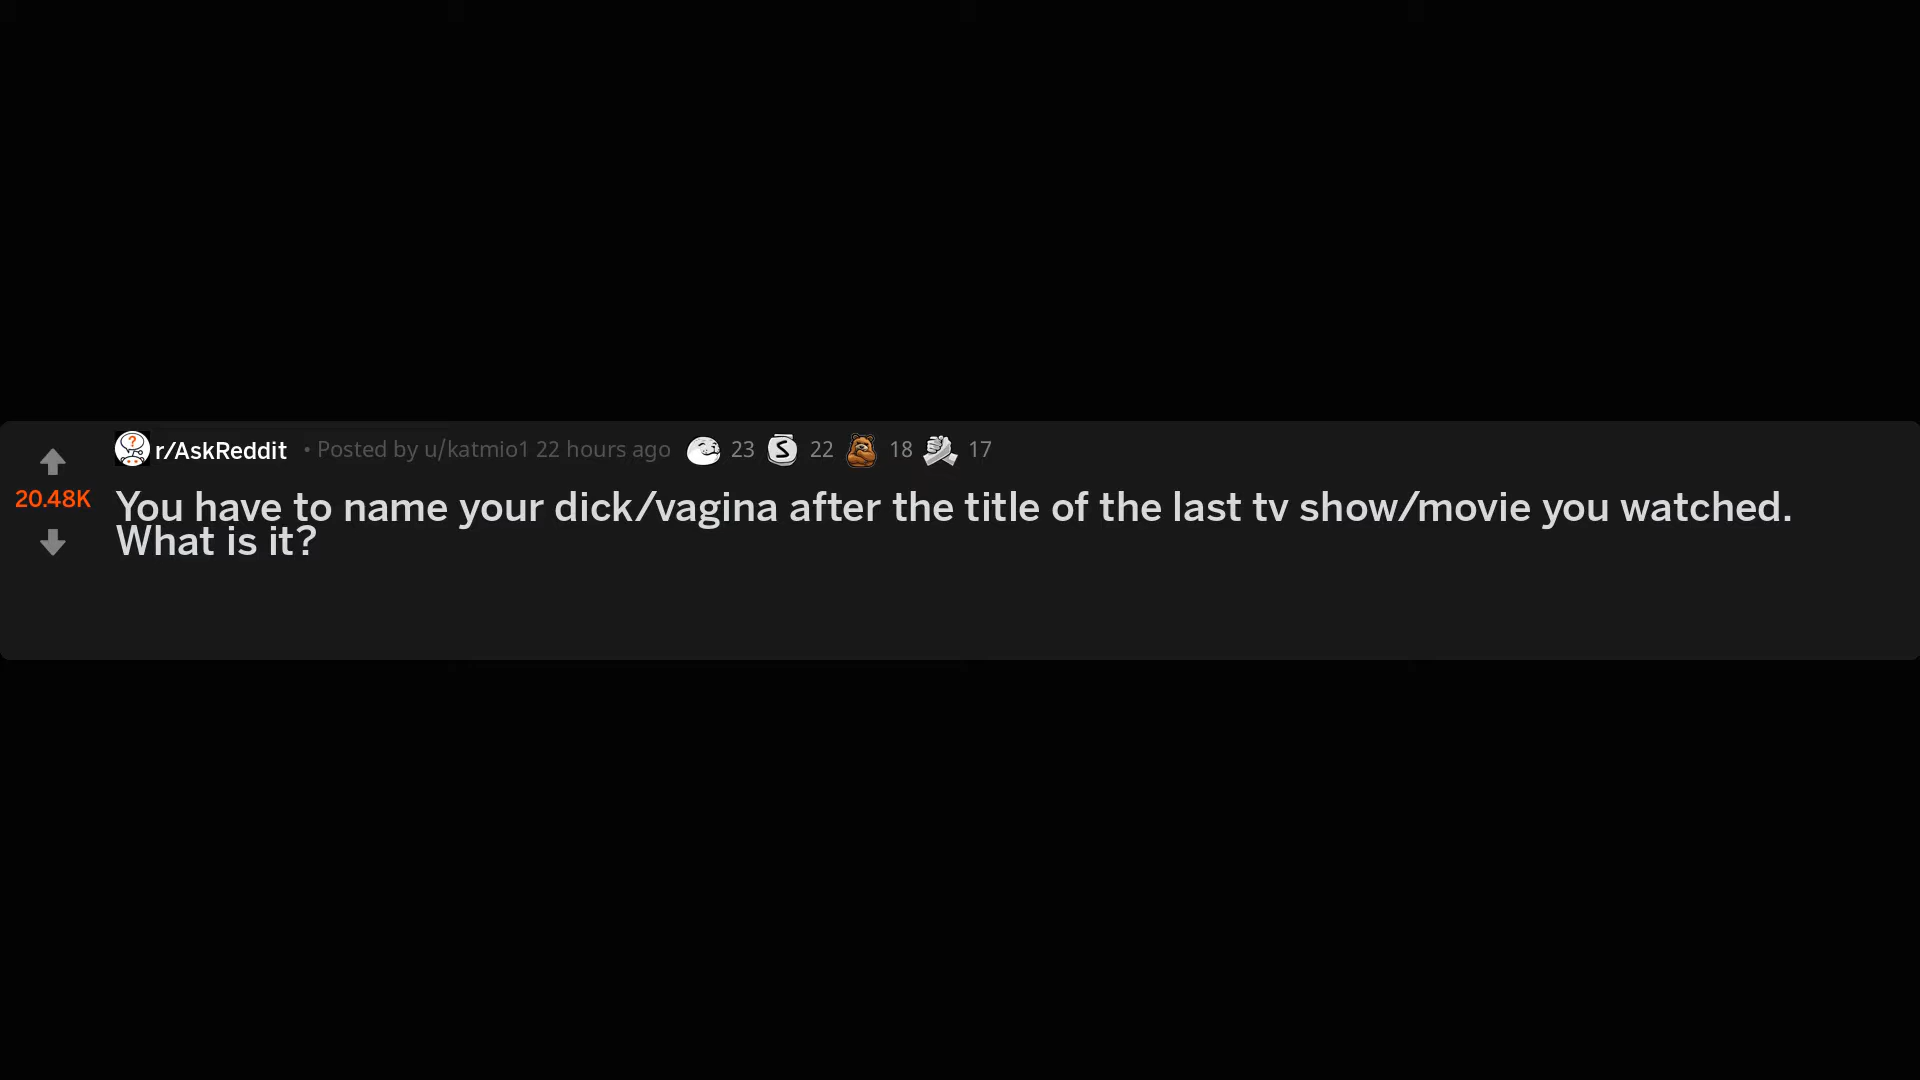 r/AskReddit • Posted by u/katmio1 22 hours ago 23 S 22 18 17
20.48K
You have to name your dick/vagina after the title of the last tv show/movie you watched.
What is it?